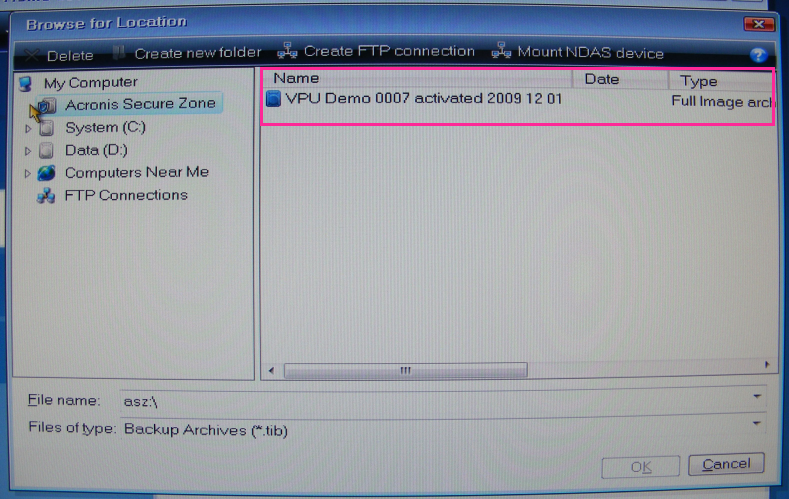 Browse for Location
Delete Create new folder Create FTP connection Mount NDAS device ?
My Computer
Acronis Secure Zone
System (C:)
Data (D:)
Computers Near Me
FTP Connections
Name Date Type
VPU Demo 0007 activated 2009 12 01 Full Image arch
File name: asz:\
Files of type: Backup Archives (*.tib)
OK Cancel